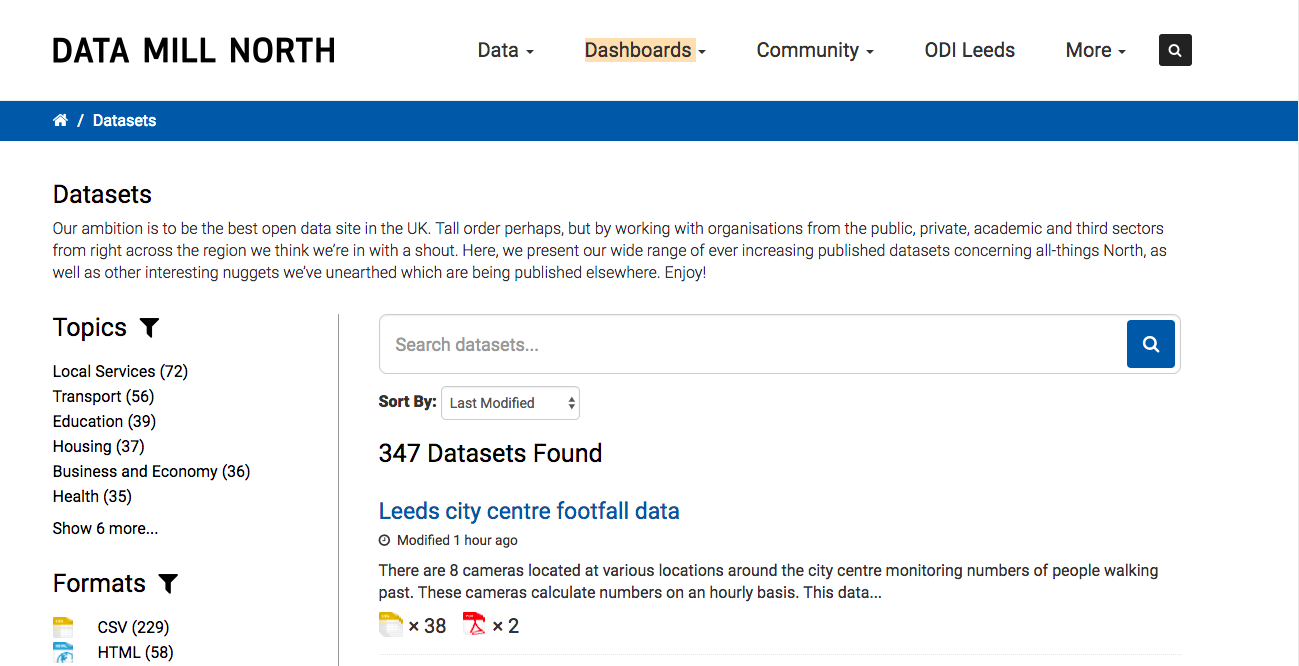 DATA MILL NORTH
Data
Dashboards
Community
ODI Leeds
More
/ Datasets
Datasets
Our ambition is to be the best open data site in the UK. Tall order perhaps, but by working with organisations from the public, private, academic and third sectors
from right across the region we think we’re in with a shout. Here, we present our wide range of ever increasing published datasets concerning all-things North, as
well as other interesting nuggets we’ve unearthed which are being published elsewhere. Enjoy!
Topics
Local Services (72)
Transport (56)
Education (39)
Housing (37)
Business and Economy (36)
Health (35)
Show 6 more...
Formats
CSV (229)
HTML (58)
Search datasets...
Sort By: Last Modified
347 Datasets Found
Leeds city centre footfall data
Modified 1 hour ago
There are 8 cameras located at various locations around the city centre monitoring numbers of people walking
past. These cameras calculate numbers on an hourly basis. This data...
× 38 × 2